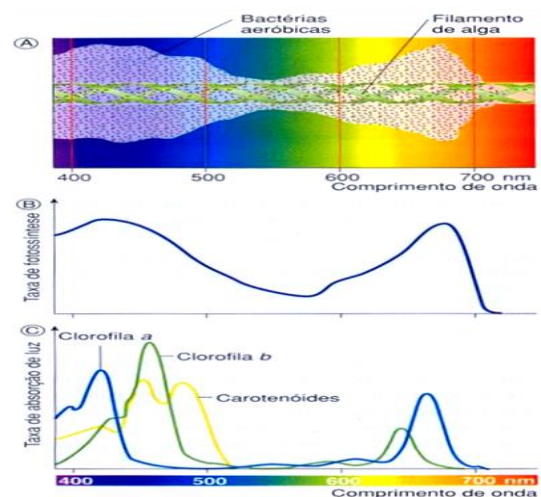 Bactérias
aeróbicas
Filamento
de alga
A
400 500 600 700 nm
Comprimento de onda
B
Taxa de fotossíntese
C
Taxa de absorção de luz
Clorofila a
Clorofila b
Carotenóides
400 500 600 700 nm
Comprimento de onda